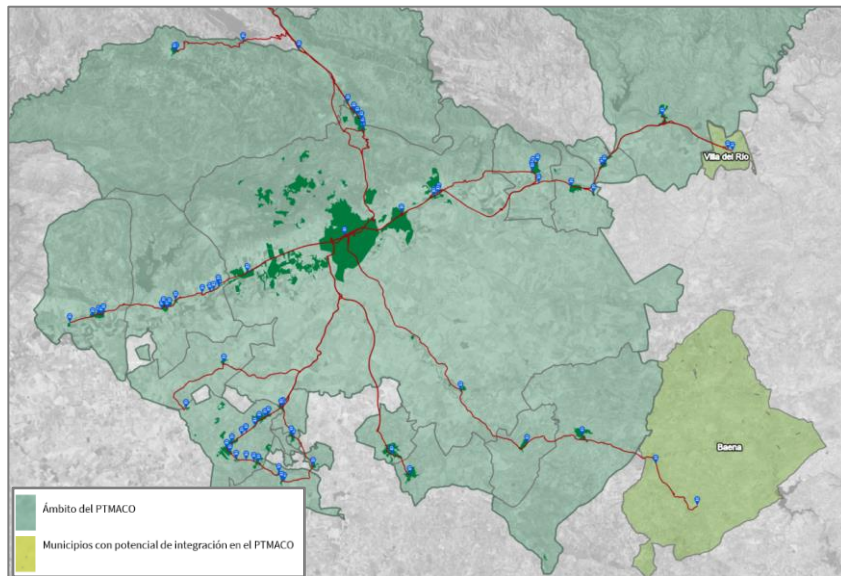 Villa del Río
Baena
Ámbito del PTMACO
Municipios con potencial de integración en el PTMACO